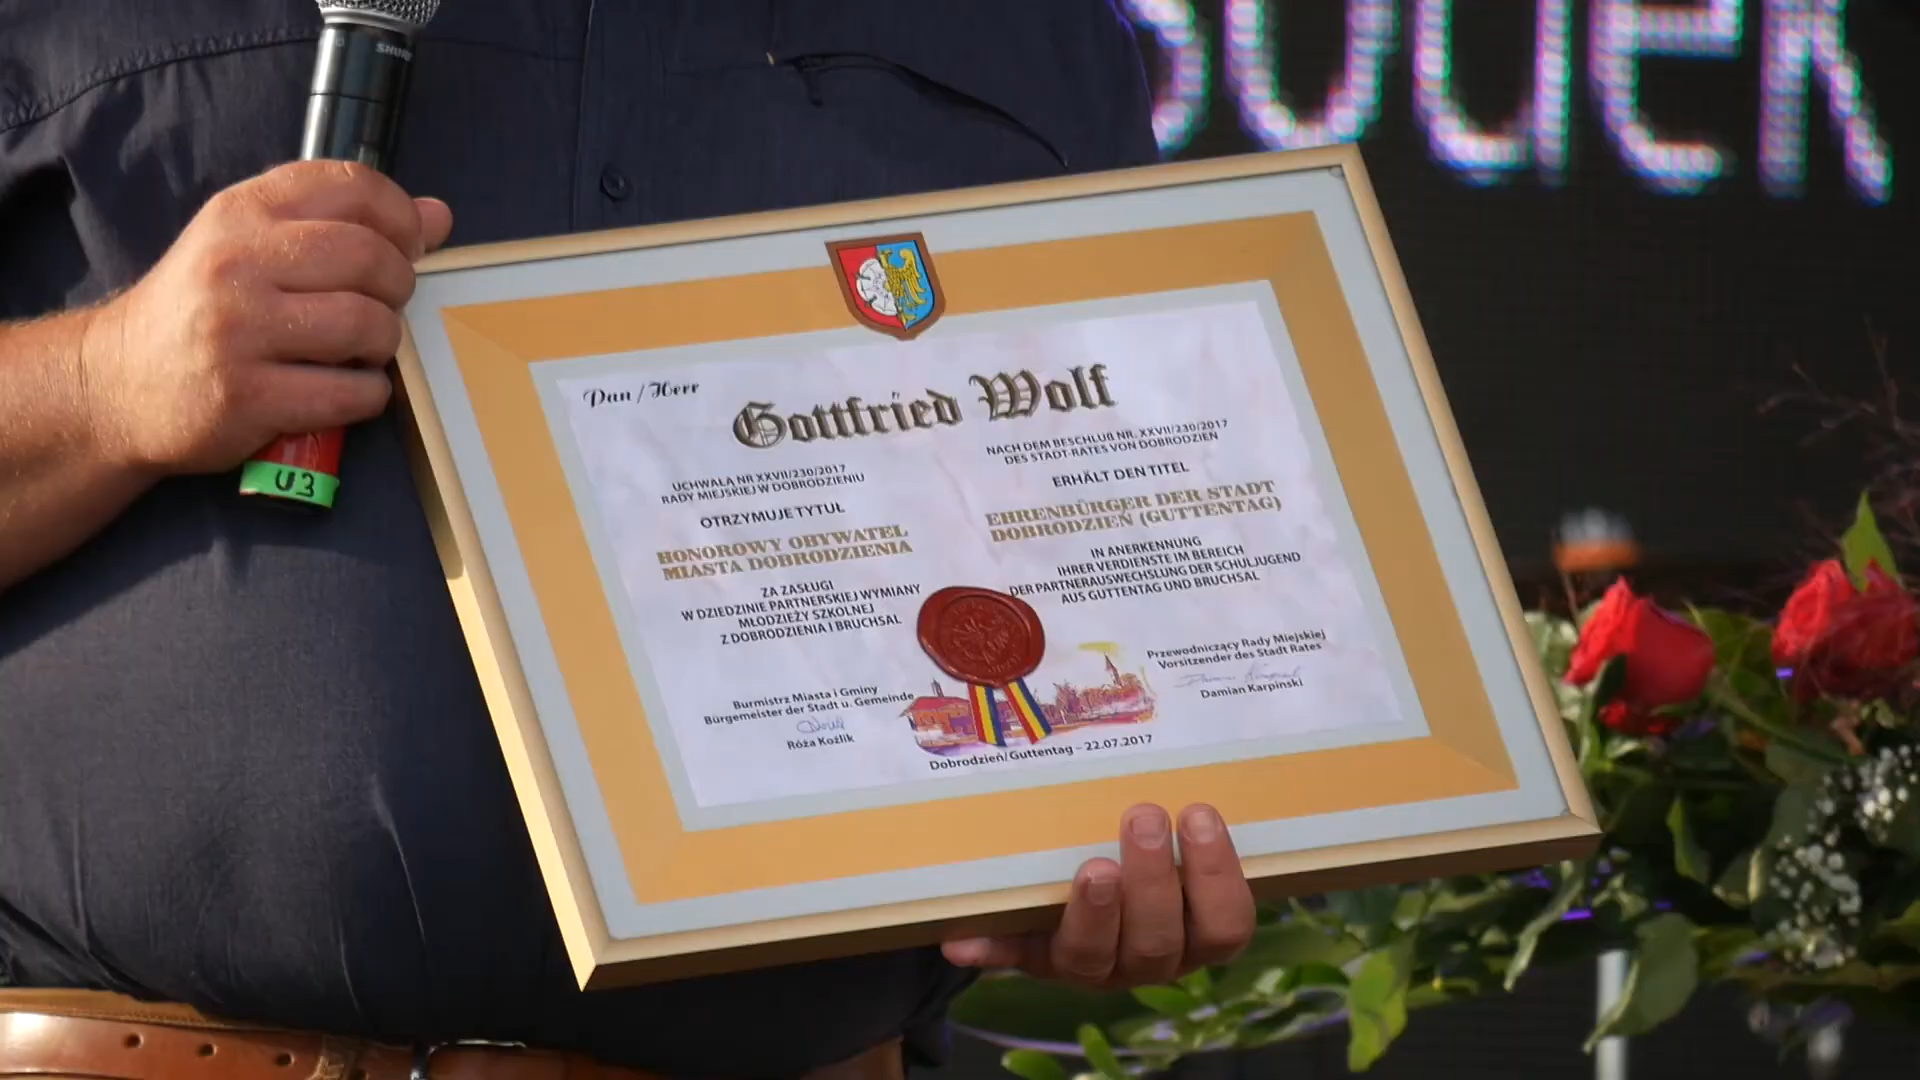 SHURE
U3
Pan / Herr
Gottfried Wolf
UCHWAŁA NR XXVII/230/2017
RADY MIEJSKIEJ W DOBRODZIENIU
OTRZYMUJE TYTUŁ
HONOROWY OBYWATEL
MIASTA DOBRODZIENIA
ZA ZASŁUGI
W DZIEDZINIE PARTNERSKIEJ WYMIANY
MŁODZIEŻY SZKOLNEJ
Z DOBRODZIENIA I BRUCHSAL
Burmistrz Miasta i Gminy
Bürgemeister der Stadt u. Gemeinde
Róża Koźlik
NACH DEM BESCHLUß NR. XXVII/230/2017
DES STADT-RATES VON DOBRODZIEN
ERHÄLT DEN TITEL
EHRENBÜRGER DER STADT
DOBRODZIEŃ (GUTTENTAG)
IN ANERKENNUNG
IHRER VERDIENSTE IM BEREICH
DER PARTNERAUSWECHSLUNG DER SCHULJUGEND
AUS GUTTENTAG UND BRUCHSAL
Przewodniczący Rady Miejskiej
Vorsitzender des Stadt Rates
Damian Karpinski
Dobrodzień/Guttentag – 22.07.2017